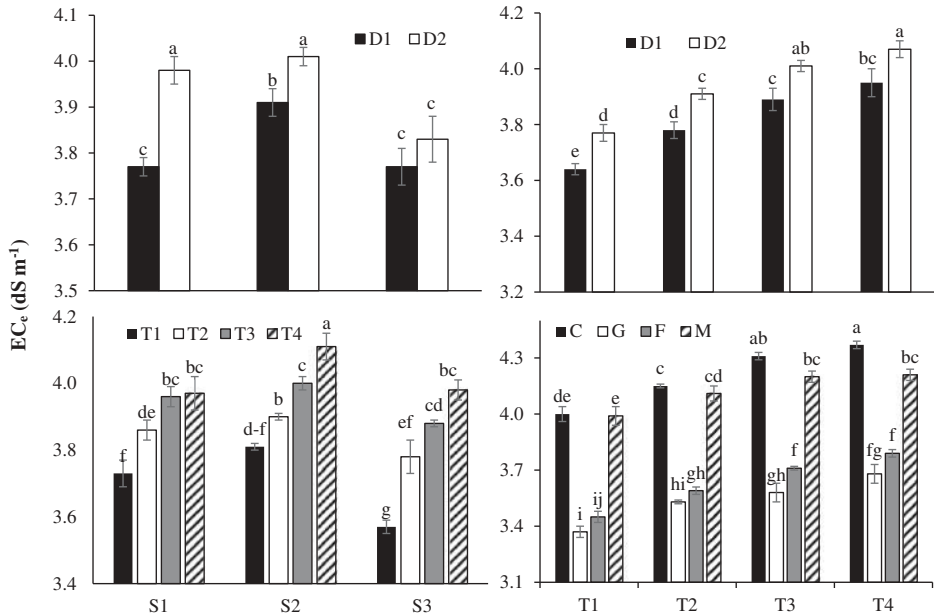 4.1
4.0
3.9
3.8
3.7
3.6
3.5
D1 D2
c a b a c c
4.2
4.0
3.8
3.6
3.4
3.2
D1 D2
e d d c b ab bc a
ECₑ (dS m⁻¹)
4.2
4.0
3.8
3.6
3.4
T1 T2 T3 T4
f de bc bc d-f b c a g ef cd bc
S1 S2 S3
4.3
4.0
3.7
3.4
3.1
C G F M
de i ij e c hi gh cd ab gh f bc a fg f bc
T1 T2 T3 T4